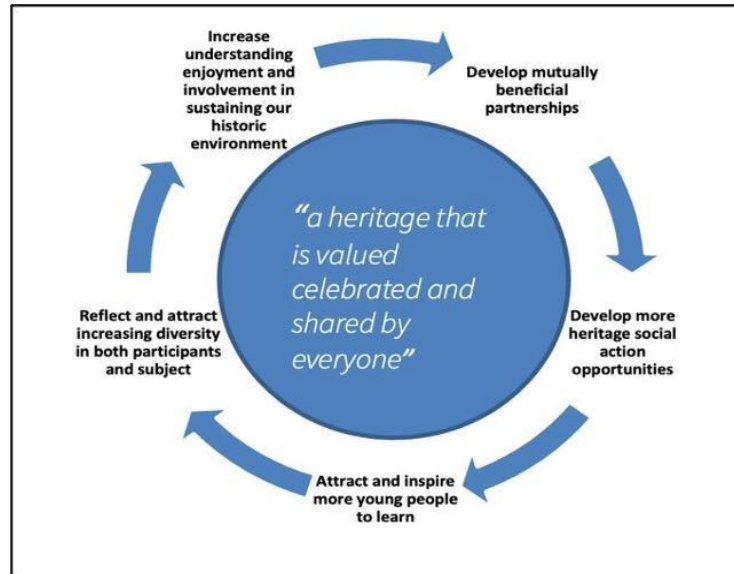 Increase
understanding
enjoyment and
involvement in
sustaining our
historic
environment
Develop mutually
beneficial
partnerships
Develop more
heritage social
action
opportunities
Attract and inspire
more young people
to learn
Reflect and attract
increasing diversity
in both participants
and subject
"a heritage that
is valued
celebrated and
shared by
everyone"